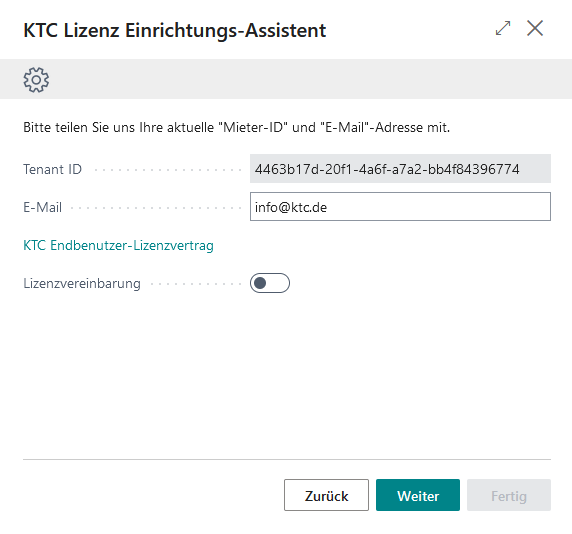 KTC Lizenz Einrichtungs-Assistent
Bitte teilen Sie uns Ihre aktuelle "Mieter-ID" und "E-Mail"-Adresse mit.
Tenant ID 4463b17d-20f1-4a6f-a7a2-bb4f84396774
E-Mail info@ktc.de
KTC Endbenutzer-Lizenzvertrag
Lizenzvereinbarung
Zurück Weiter Fertig